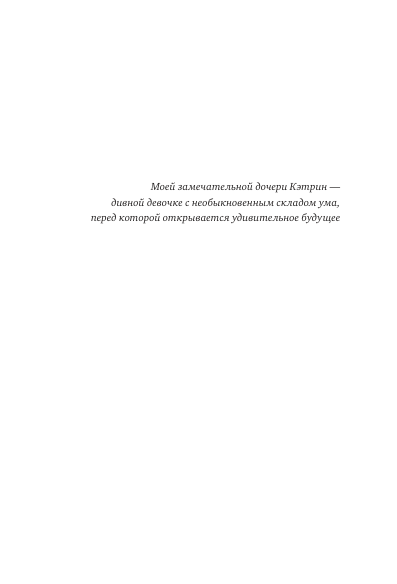 Моей замечательной дочери Кэтрин —
дивной девочке с необыкновенным складом ума,
перед которой открывается удивительное будущее